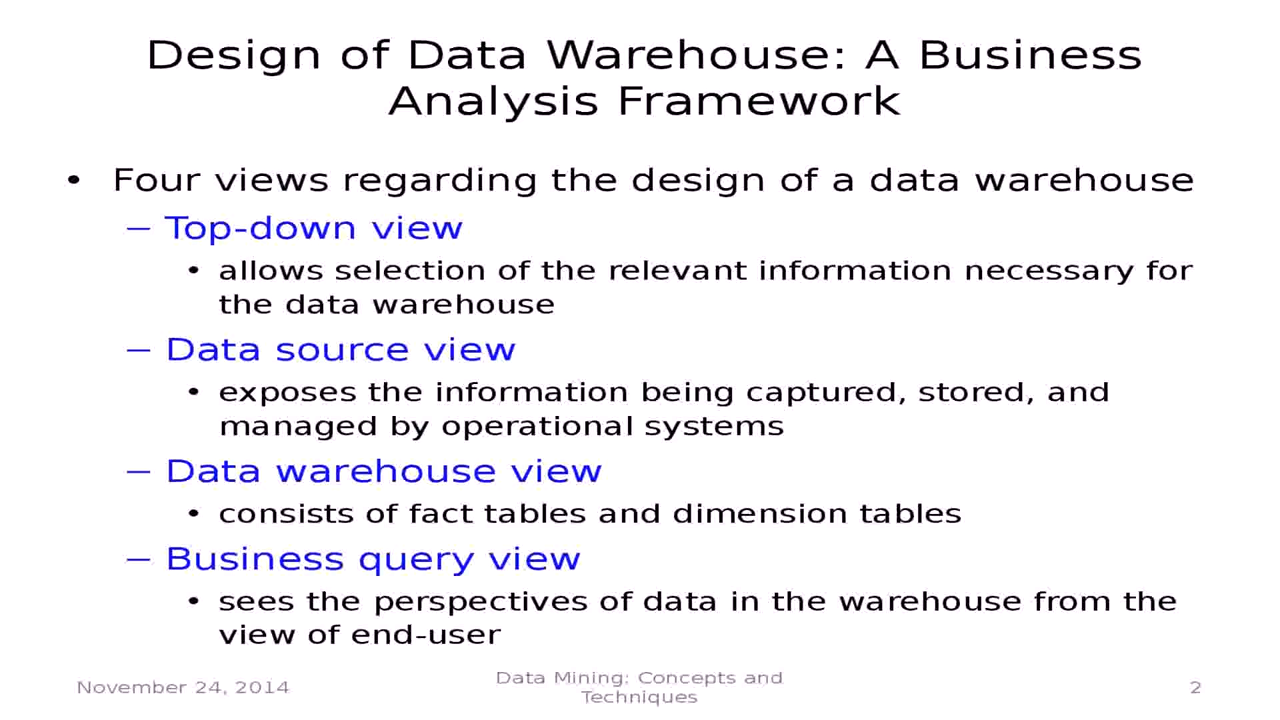 Design of Data Warehouse: A Business
Analysis Framework
• Four views regarding the design of a data warehouse
– Top-down view
• allows selection of the relevant information necessary for
the data warehouse
– Data source view
• exposes the information being captured, stored, and
managed by operational systems
– Data warehouse view
• consists of fact tables and dimension tables
– Business query view
• sees the perspectives of data in the warehouse from the
view of end-user
November 24, 2014
Data Mining: Concepts and
Techniques
2